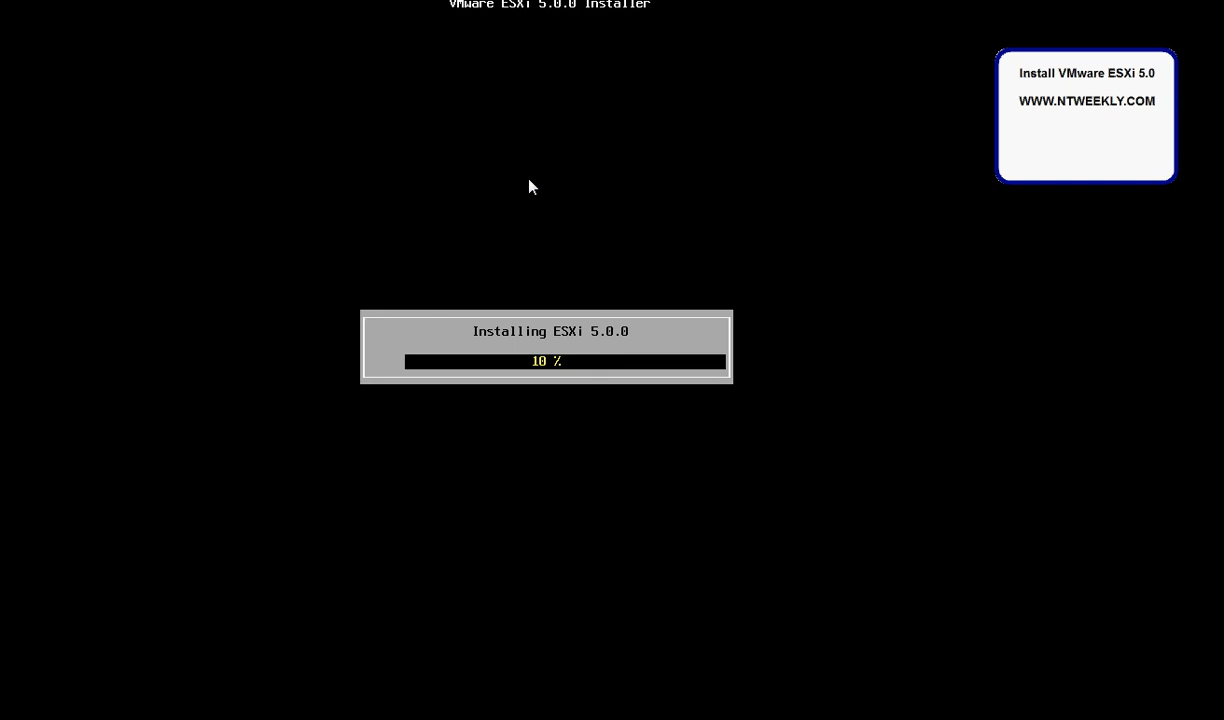 VMware ESXi 5.0.0 Installer
Install VMware ESXi 5.0
WWW.NTWEEKLY.COM
Installing ESXi 5.0.0
10 %